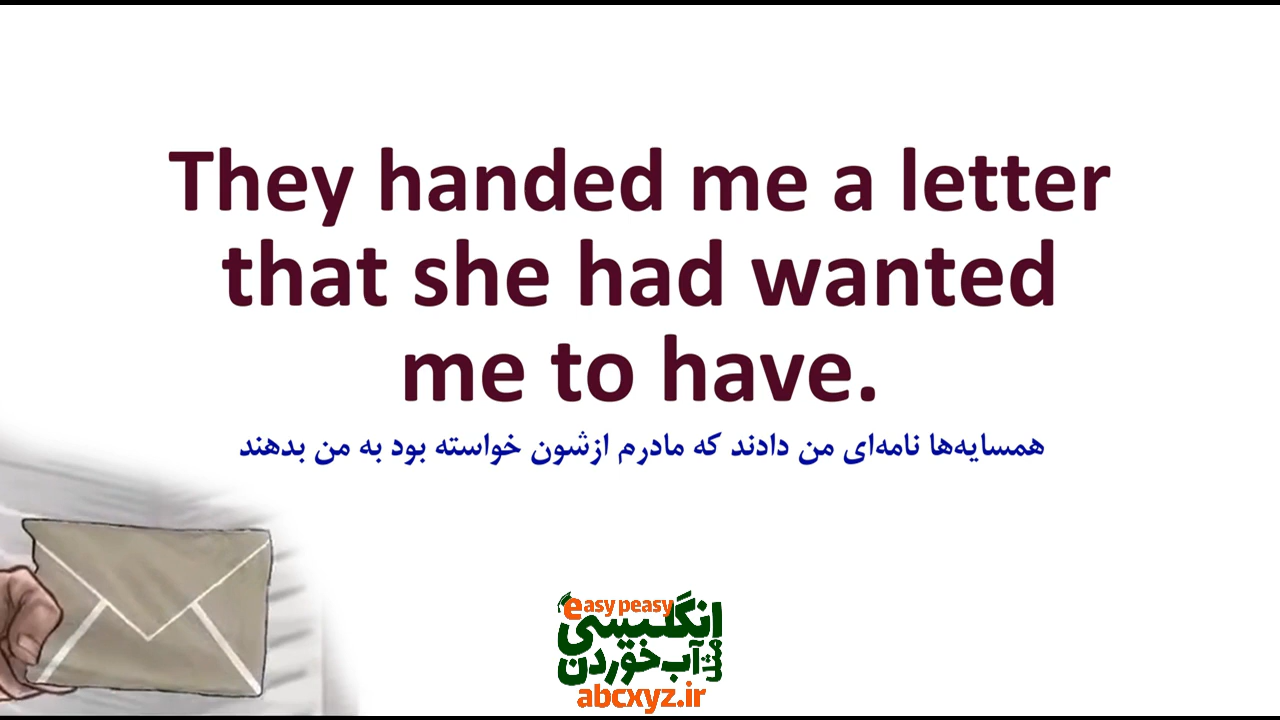 They handed me a letter
that she had wanted
me to have.
همسایه‌ها نامه‌ای من دادند که مادرم ازشون خواسته بود به من بدهند
easy peasy
انگلیسی
مثل آب خوردن
abcxyz.ir